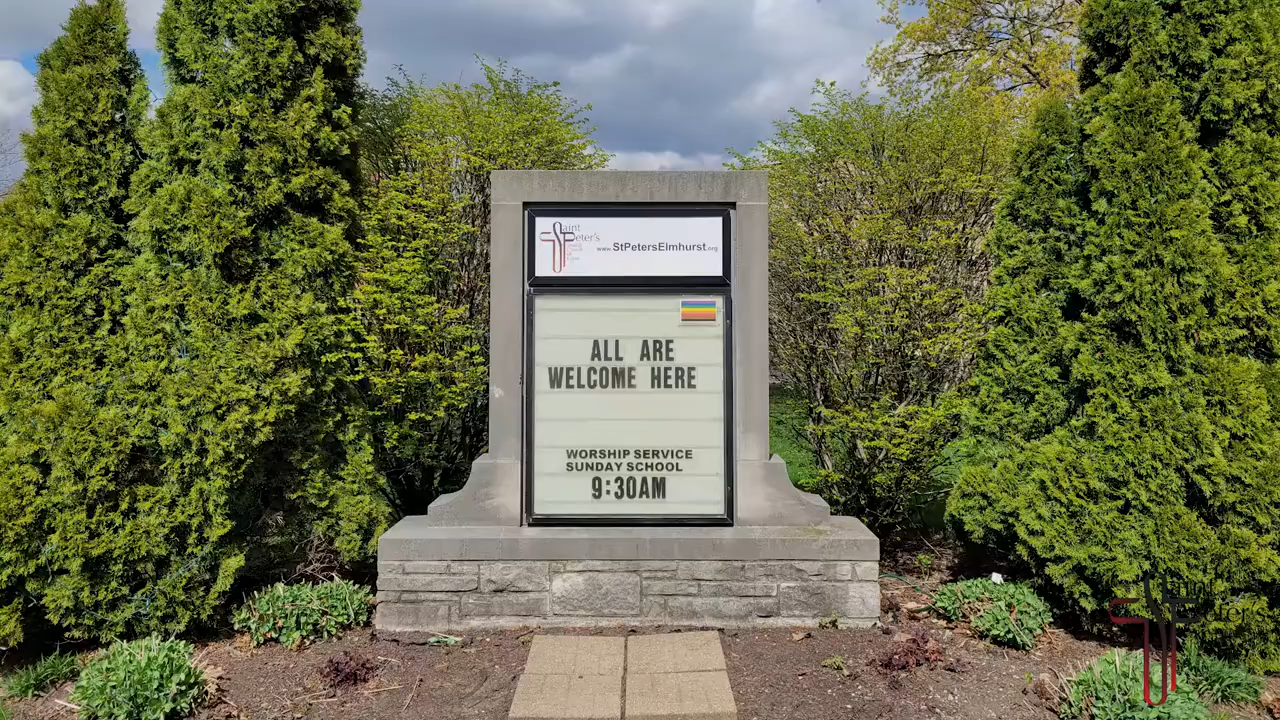 Saint
Peter's
www.StPetersElmhurst.org
ALL ARE
WELCOME HERE
WORSHIP SERVICE
SUNDAY SCHOOL
9:30AM